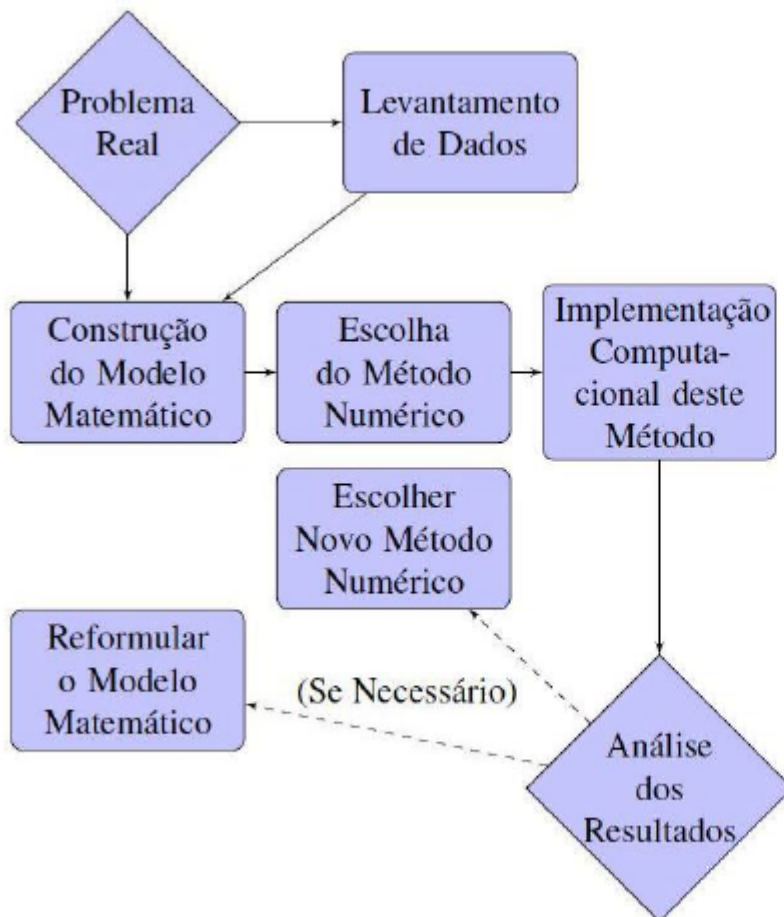 Problema
Real
Levantamento
de Dados
Construção
do Modelo
Matemático
Escolha
do Método
Numérico
Implementação
Computa-
cional deste
Método
Escolher
Novo Método
Numérico
Reformular
o Modelo
Matemático
(Se Necessário)
Análise
dos
Resultados